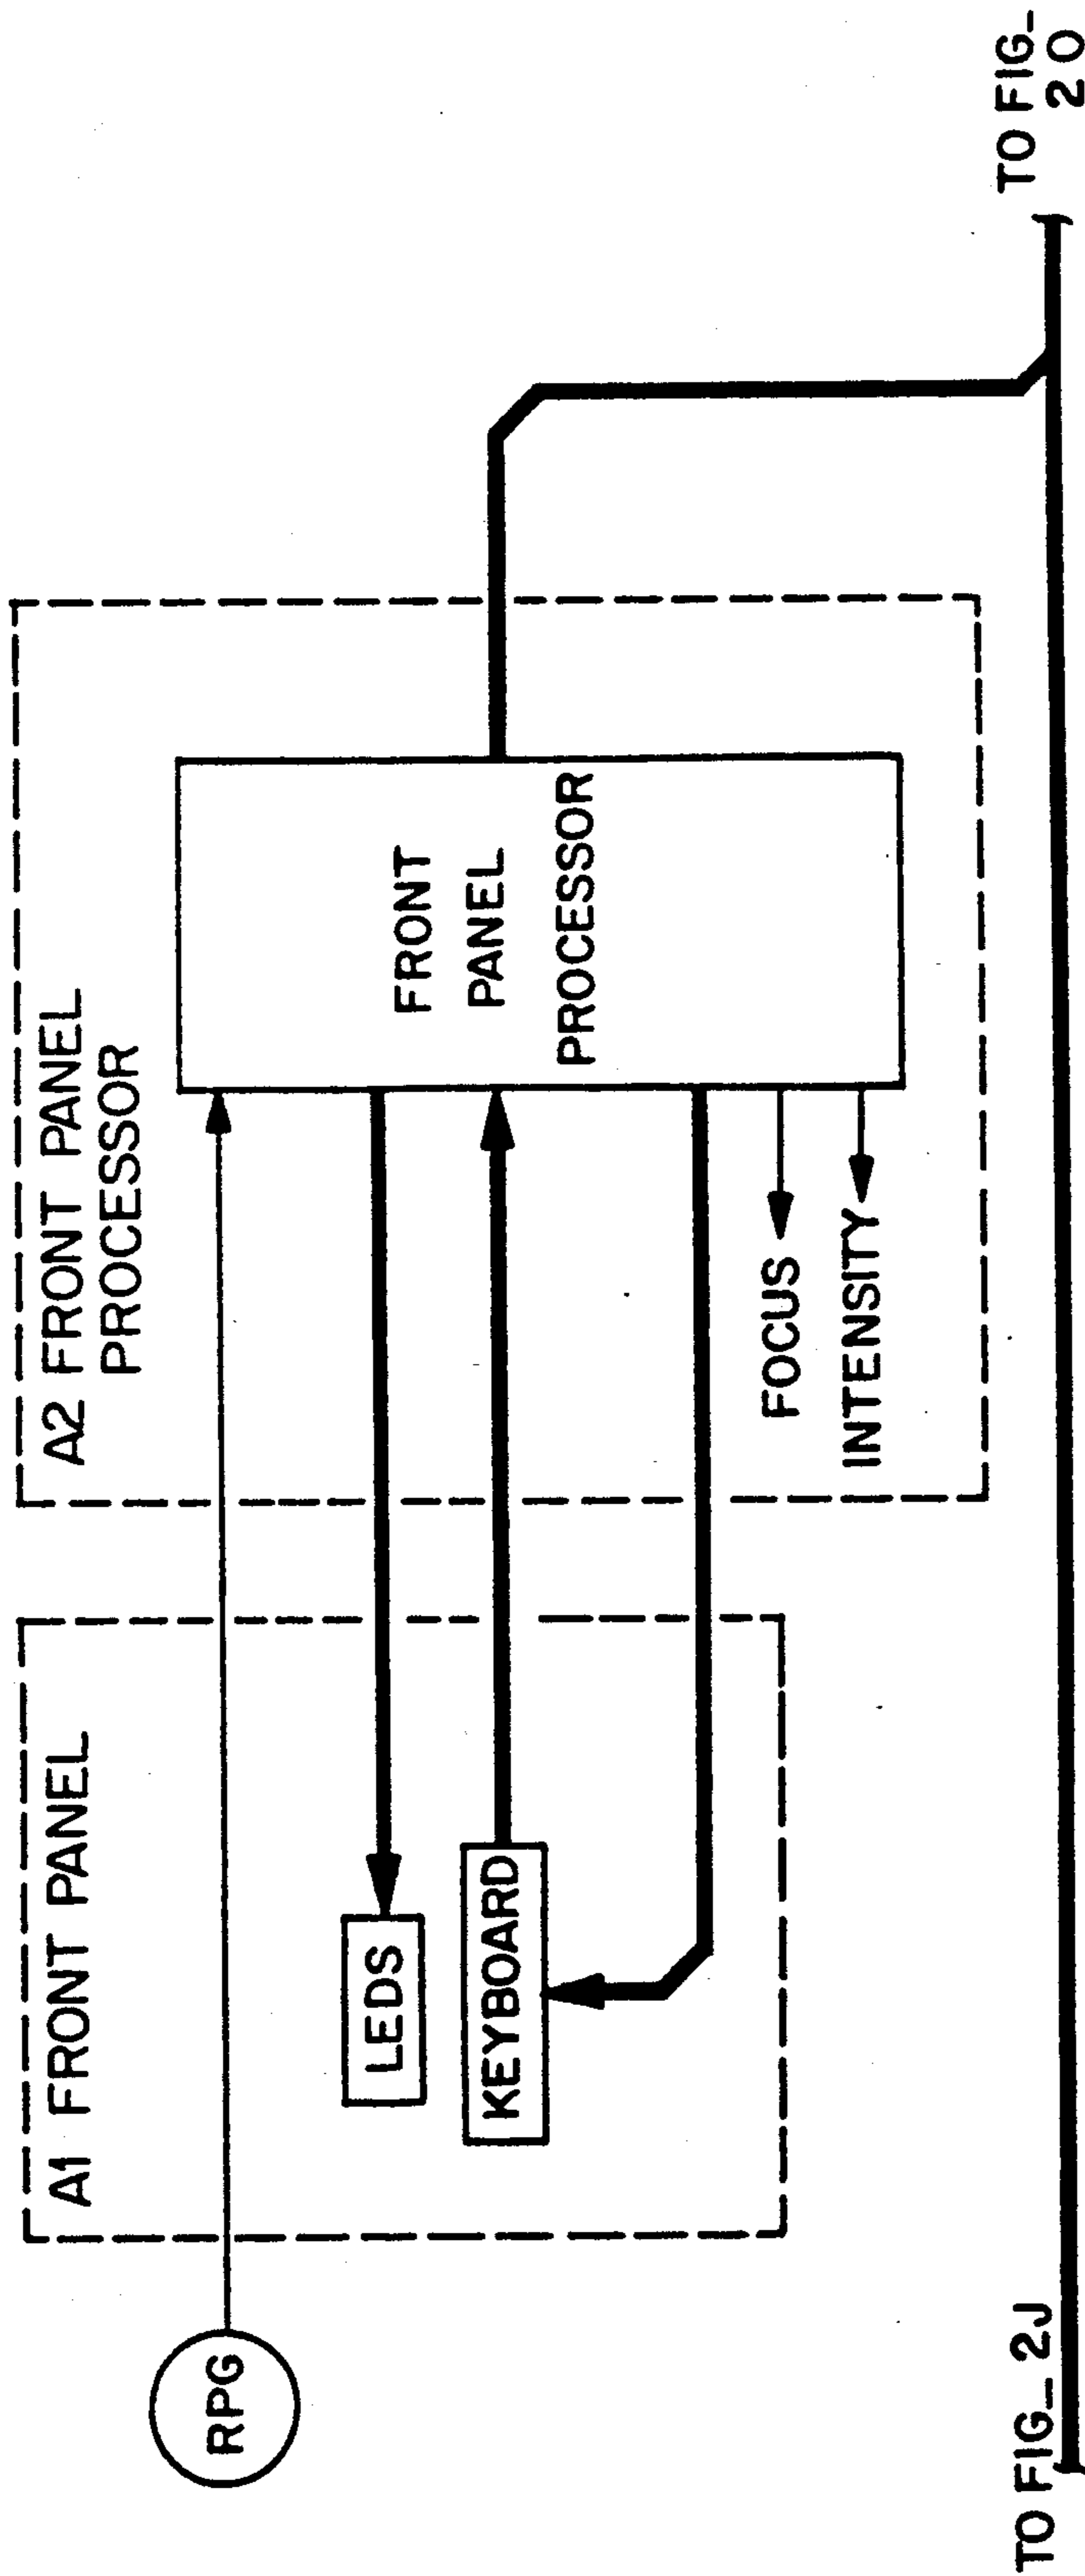 A1 FRONT PANEL
RPG
LEDS
KEYBOARD
A2 FRONT PANEL
PROCESSOR
FRONT
PANEL
PROCESSOR
FOCUS
INTENSITY
TO FIG_ 2J
TO FIG_
2O